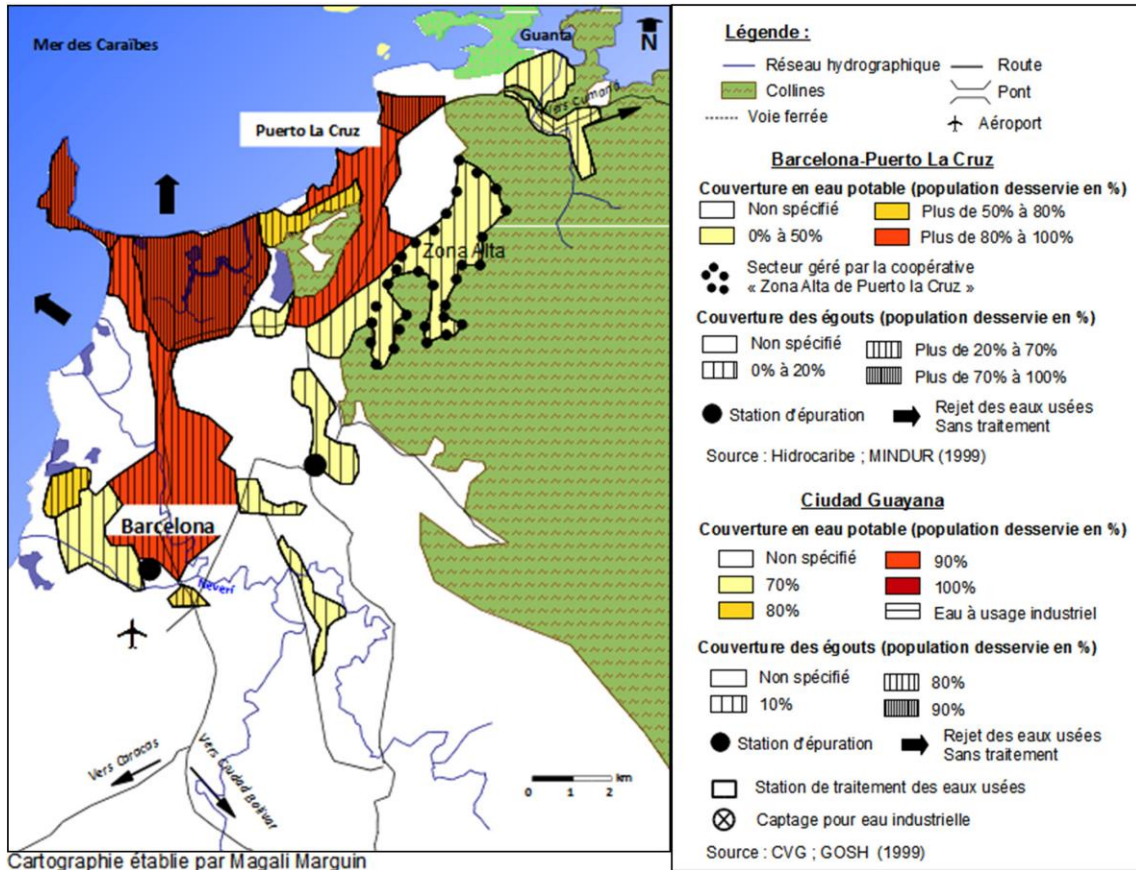 Mer des Caraïbes
Guanta
N
Vers Cumaná
Puerto La Cruz
Zona Alta
Barcelona
Neverí
Vers Caracas
Vers Ciudad Bolívar
km
0 1 2
Cartographie établie par Magali Marguin
Légende :
Réseau hydrographique
Route
Collines
Pont
Voie ferrée
Aéroport
Barcelona-Puerto La Cruz
Couverture en eau potable (population desservie en %)
Non spécifié
Plus de 50% à 80%
0% à 50%
Plus de 80% à 100%
Secteur géré par la coopérative
« Zona Alta de Puerto la Cruz »
Couverture des égouts (population desservie en %)
Non spécifié
Plus de 20% à 70%
0% à 20%
Plus de 70% à 100%
Station d'épuration
Rejet des eaux usées
Sans traitement
Source : Hidrocaribe ; MINDUR (1999)
Ciudad Guayana
Couverture en eau potable (population desservie en %)
Non spécifié
90%
70%
100%
80%
Eau à usage industriel
Couverture des égouts (population desservie en %)
Non spécifié
80%
10%
90%
Station d'épuration
Rejet des eaux usées
Sans traitement
Station de traitement des eaux usées
Captage pour eau industrielle
Source : CVG ; GOSH (1999)